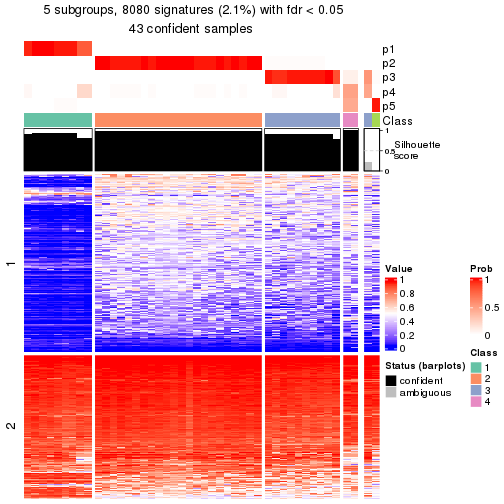 5 subgroups, 8080 signatures (2.1%) with fdr < 0.05
43 confident samples
p1
p2
p3
p4
p5
Class
1
0.5
0
Silhouette
score
1
2
Value
1
0.8
0.6
0.4
0.2
0
Prob
1
0.5
0
Status (barplots)
confident
ambiguous
Class
1
2
3
4